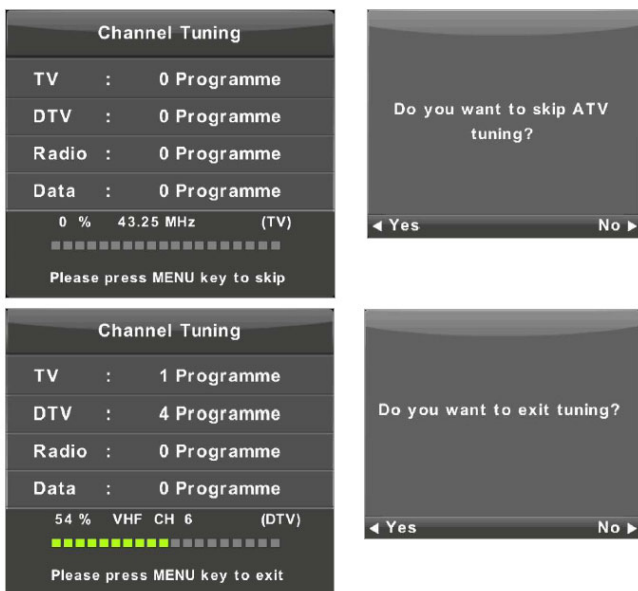 Channel Tuning
TV : 0 Programme
DTV : 0 Programme
Radio : 0 Programme
Data : 0 Programme
0 % 43.25 MHz (TV)
Please press MENU key to skip
Do you want to skip ATV
tuning?
Yes No
Channel Tuning
TV : 1 Programme
DTV : 4 Programme
Radio : 0 Programme
Data : 0 Programme
54 % VHF CH 6 (DTV)
Please press MENU key to exit
Do you want to exit tuning?
Yes No